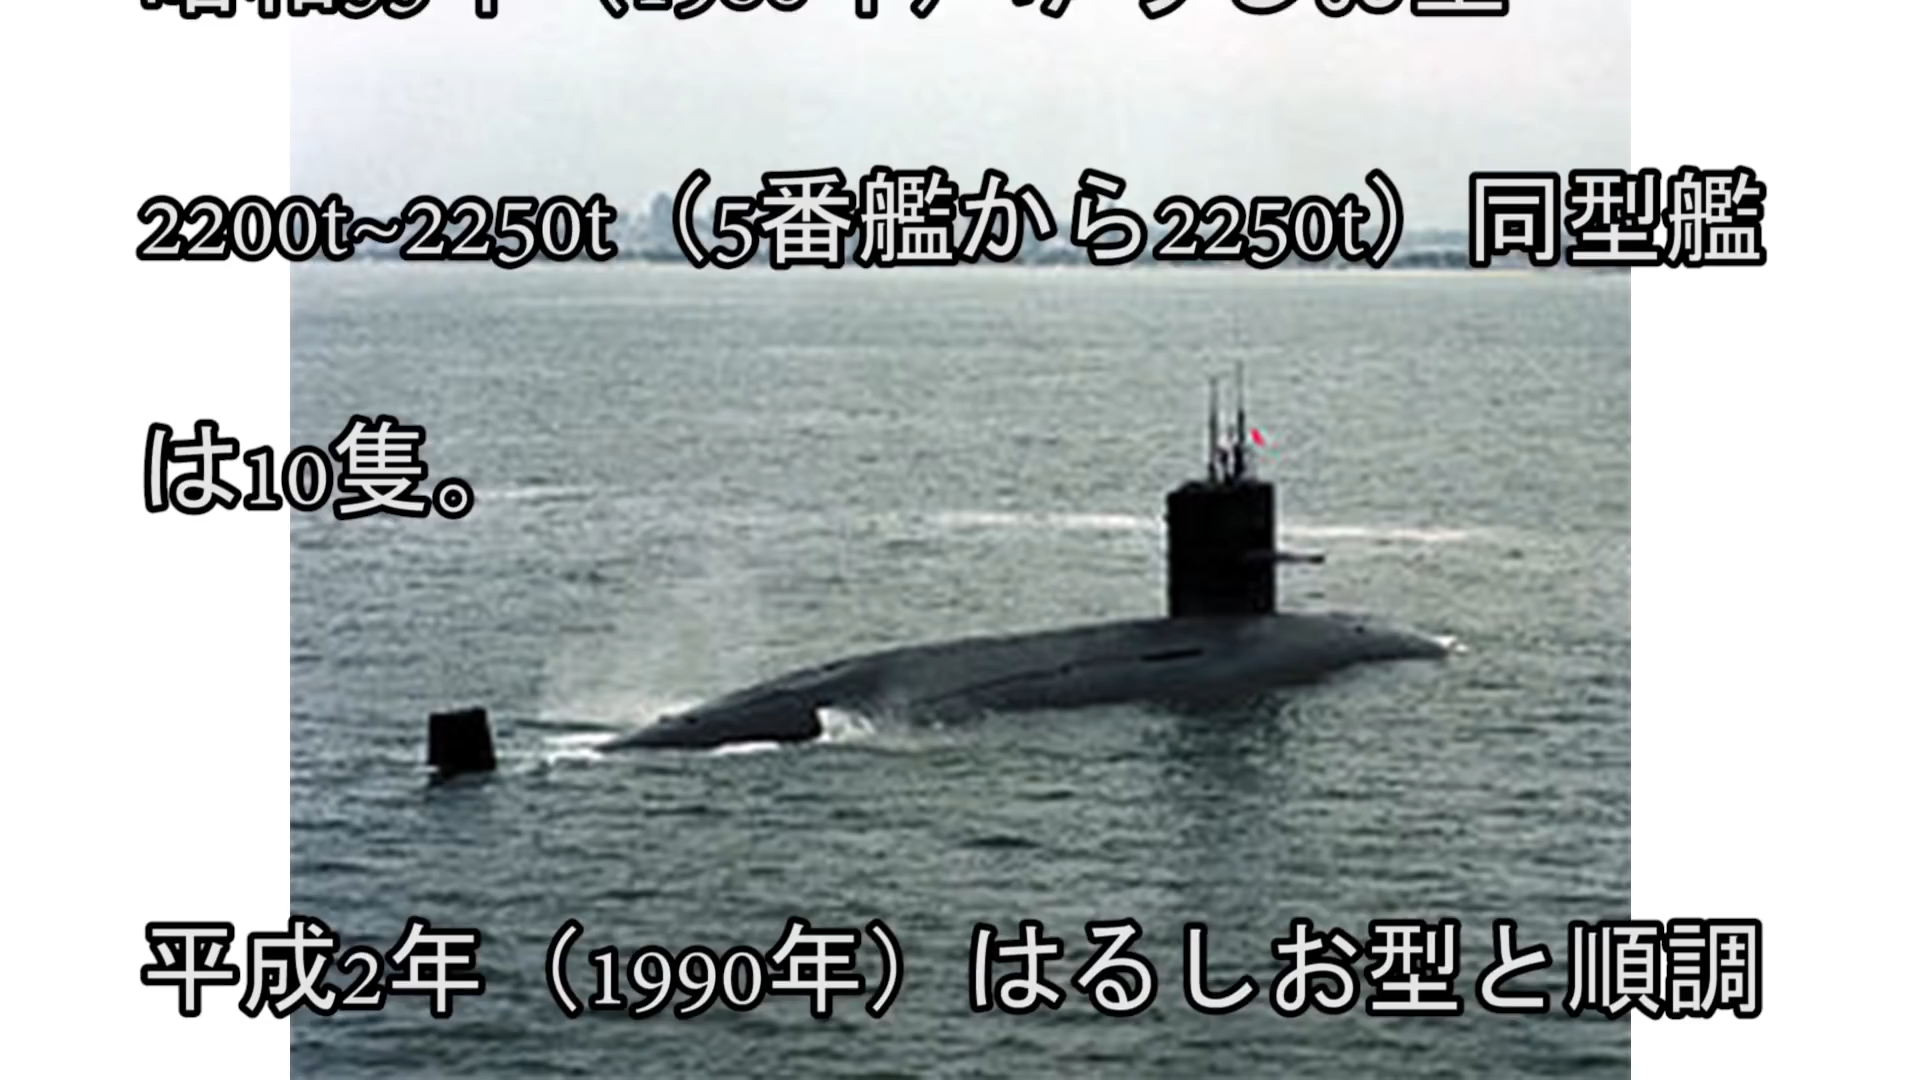 2200t~2250t（5番艦から2250t）同型艦
は10隻。
平成2年（1990年）はるしお型と順調